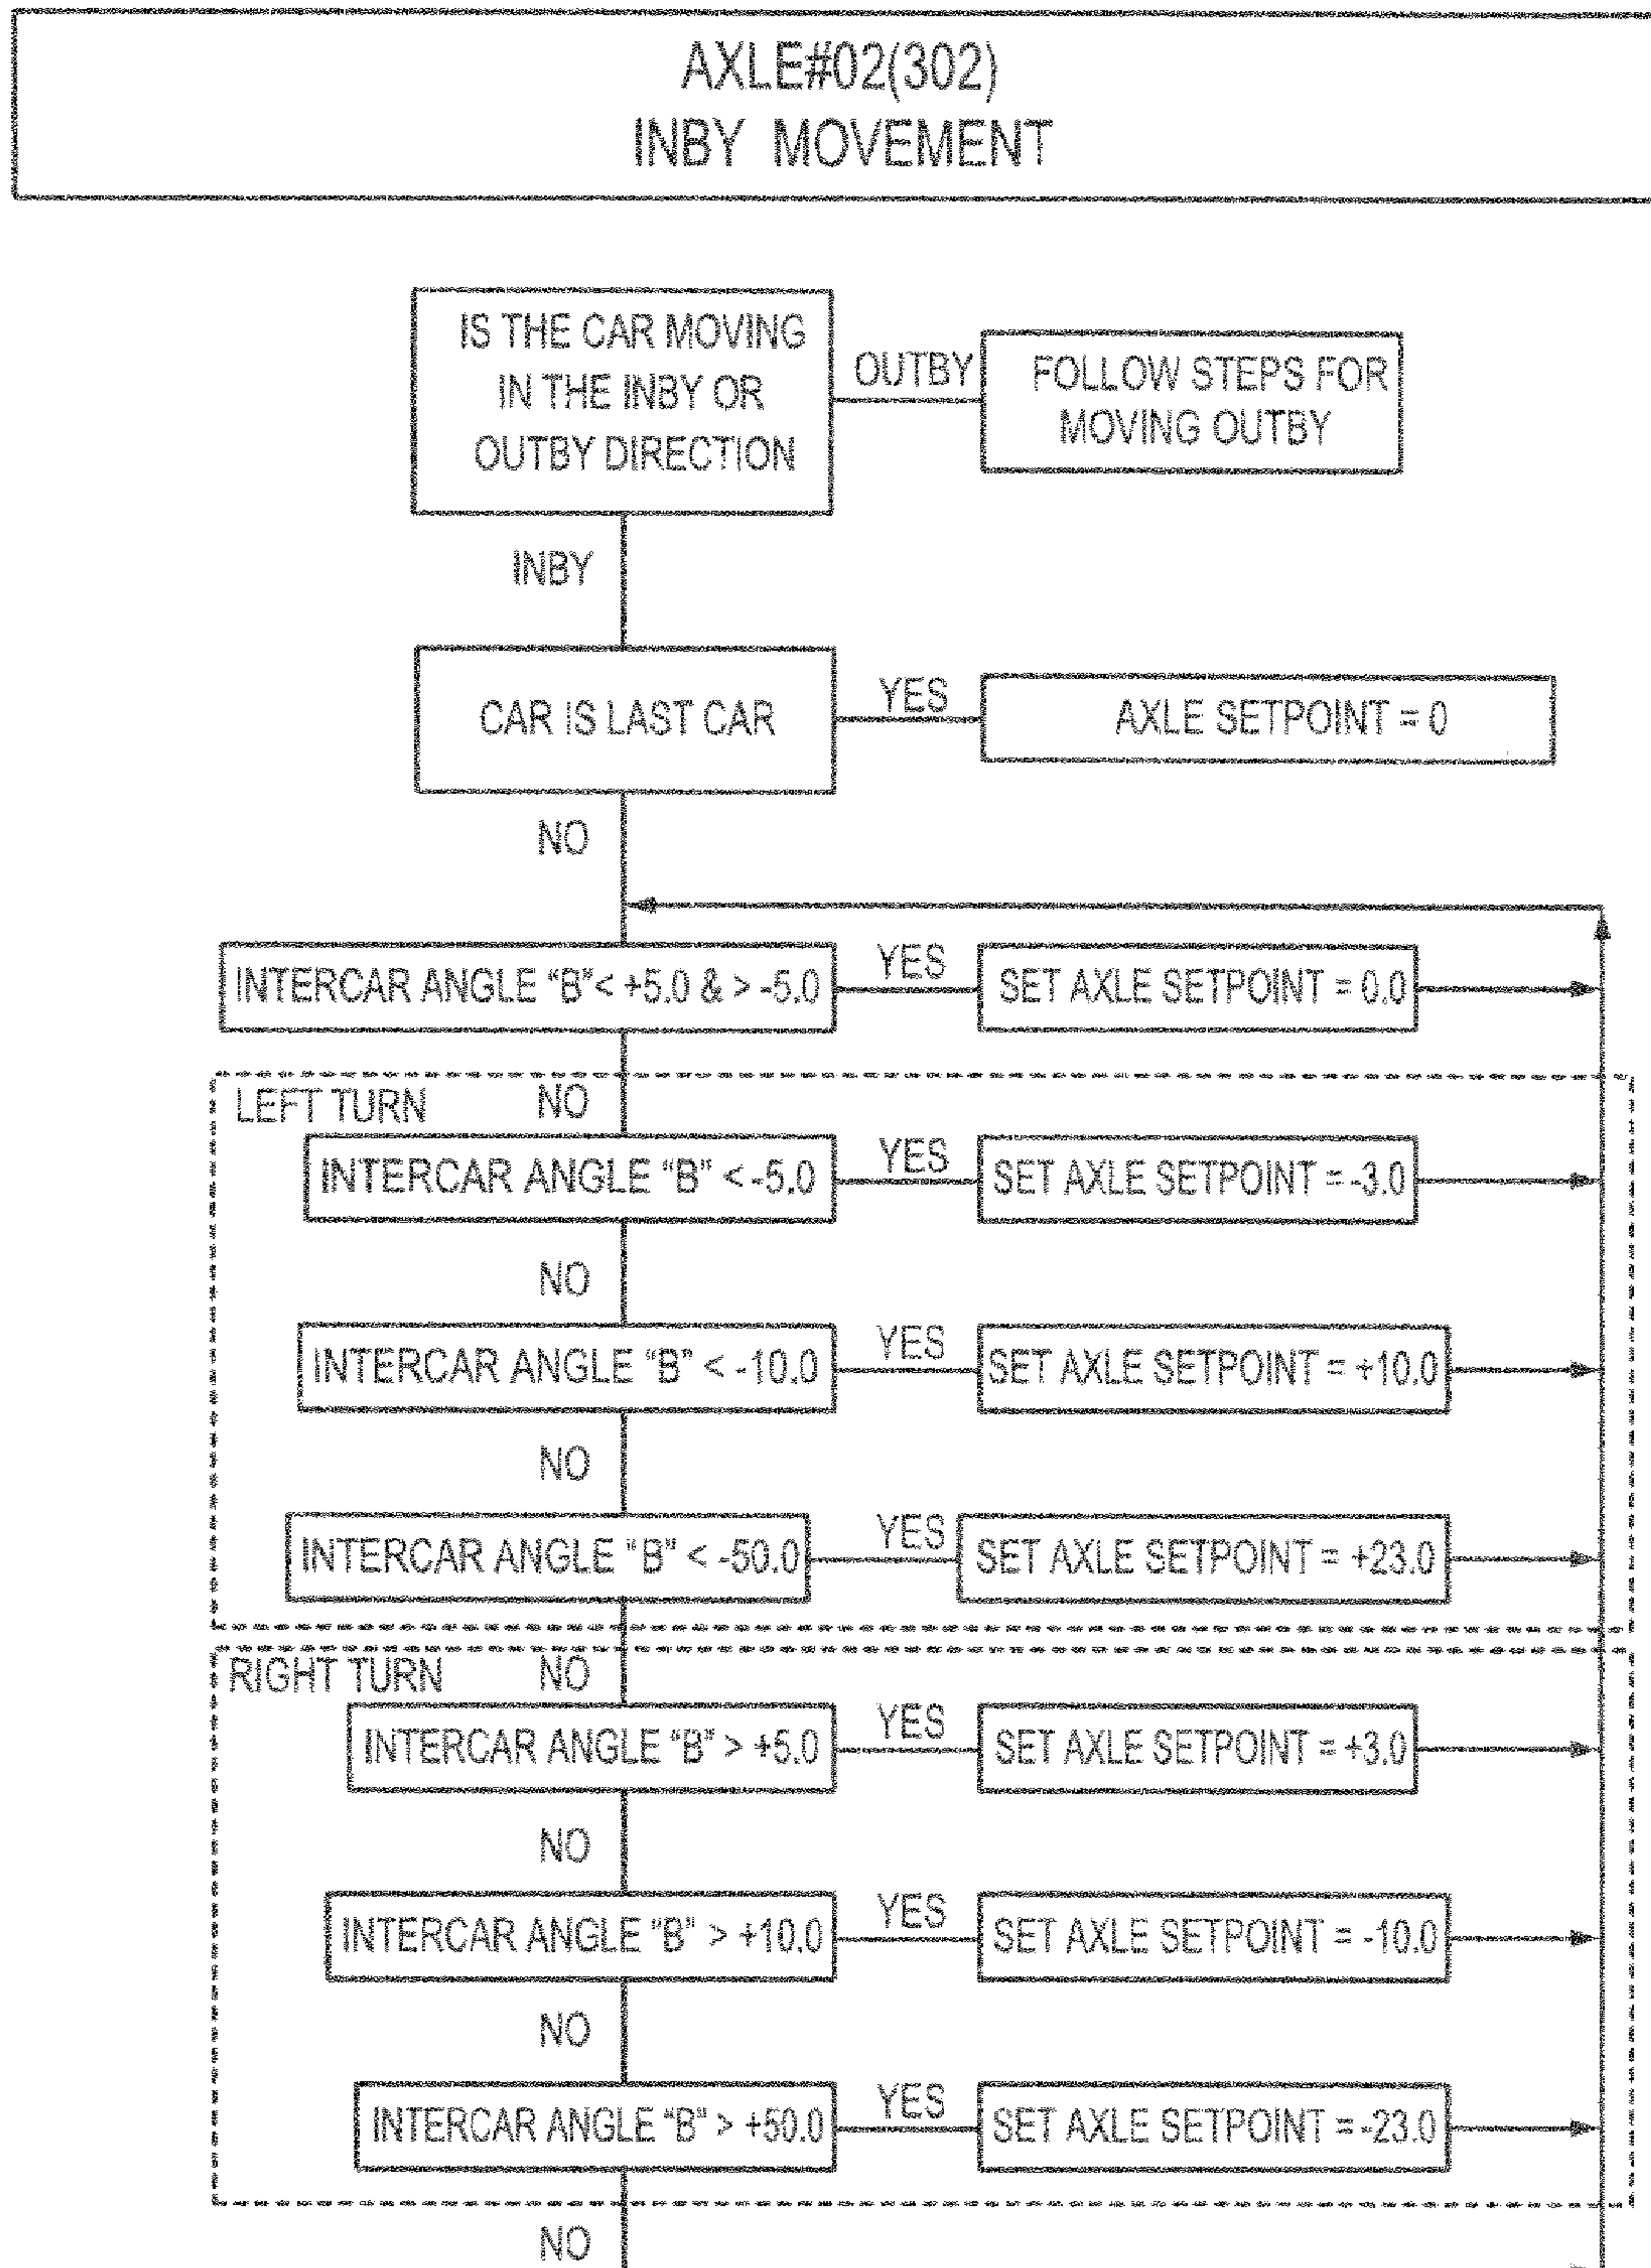 AXLE#02(302)
INBY MOVEMENT
IS THE CAR MOVING
IN THE INBY OR
OUTBY DIRECTION
OUTBY
FOLLOW STEPS FOR
MOVING OUTBY
INBY
CAR IS LAST CAR
YES
AXLE SETPOINT = 0
NO
INTERCAR ANGLE "B"< +5.0 & > -5.0
YES
SET AXLE SETPOINT = 0.0
LEFT TURN
NO
INTERCAR ANGLE "B" < -5.0
YES
SET AXLE SETPOINT = -3.0
NO
INTERCAR ANGLE "B" < -10.0
YES
SET AXLE SETPOINT = +10.0
NO
INTERCAR ANGLE "B" < -50.0
YES
SET AXLE SETPOINT = +23.0
RIGHT TURN
NO
INTERCAR ANGLE "B" > +5.0
YES
SET AXLE SETPOINT = +3.0
NO
INTERCAR ANGLE "B" > +10.0
YES
SET AXLE SETPOINT = -10.0
NO
INTERCAR ANGLE "B" > +50.0
YES
SET AXLE SETPOINT = -23.0
NO